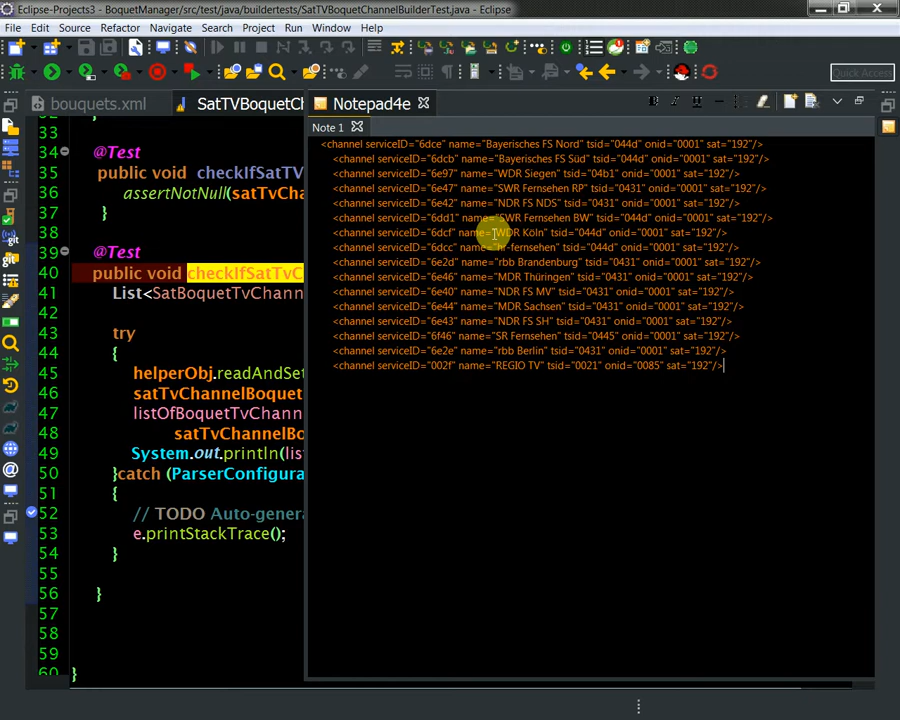 Eclipse-Projects3 - BoquetManager/src/test/java/buildertests/SatTVBoquetChannelBuilderTest.java - Eclipse
File Edit Source Refactor Navigate Search Project Run Window Help
Quick Access
bouquets.xml
SatTVBoquetCh
Notepad4e
Note 1
33
34 @Test
35 public void checkIfSatTV
36 assertNotNull(satTvCha
37 }
38
39 @Test
40 public void checkIfSatTvC
41 List<SatBoquetTvChann
42
43 try
44 {
45 helperObj.readAndSet
46 satTvChannelBoquet
47 listOfBoquetTvChann
48 satTvChannelBo
49 System.out.println(lis
50 }catch (ParserConfigura
51 {
52 // TODO Auto-genera
53 e.printStackTrace();
54 }
55
56 }
57
58
59
60 }
<channel serviceID="6dce" name="Bayerisches FS Nord" tsid="044d" onid="0001" sat="192"/>
<channel serviceID="6dcb" name="Bayerisches FS Süd" tsid="044d" onid="0001" sat="192"/>
<channel serviceID="6e97" name="WDR Siegen" tsid="04b1" onid="0001" sat="192"/>
<channel serviceID="6e47" name="SWR Fernsehen RP" tsid="0431" onid="0001" sat="192"/>
<channel serviceID="6e42" name="NDR FS NDS" tsid="0431" onid="0001" sat="192"/>
<channel serviceID="6dd1" name="SWR Fernsehen BW" tsid="044d" onid="0001" sat="192"/>
<channel serviceID="6dcf" name="WDR Köln" tsid="044d" onid="0001" sat="192"/>
<channel serviceID="6dcc" name="hr-fernsehen" tsid="044d" onid="0001" sat="192"/>
<channel serviceID="6e2d" name="rbb Brandenburg" tsid="0431" onid="0001" sat="192"/>
<channel serviceID="6e46" name="MDR Thüringen" tsid="0431" onid="0001" sat="192"/>
<channel serviceID="6e40" name="NDR FS MV" tsid="0431" onid="0001" sat="192"/>
<channel serviceID="6e44" name="MDR Sachsen" tsid="0431" onid="0001" sat="192"/>
<channel serviceID="6e43" name="NDR FS SH" tsid="0431" onid="0001" sat="192"/>
<channel serviceID="6f46" name="SR Fernsehen" tsid="0445" onid="0001" sat="192"/>
<channel serviceID="6e2e" name="rbb Berlin" tsid="0431" onid="0001" sat="192"/>
<channel serviceID="002f" name="REGIO TV" tsid="0021" onid="0085" sat="192"/>